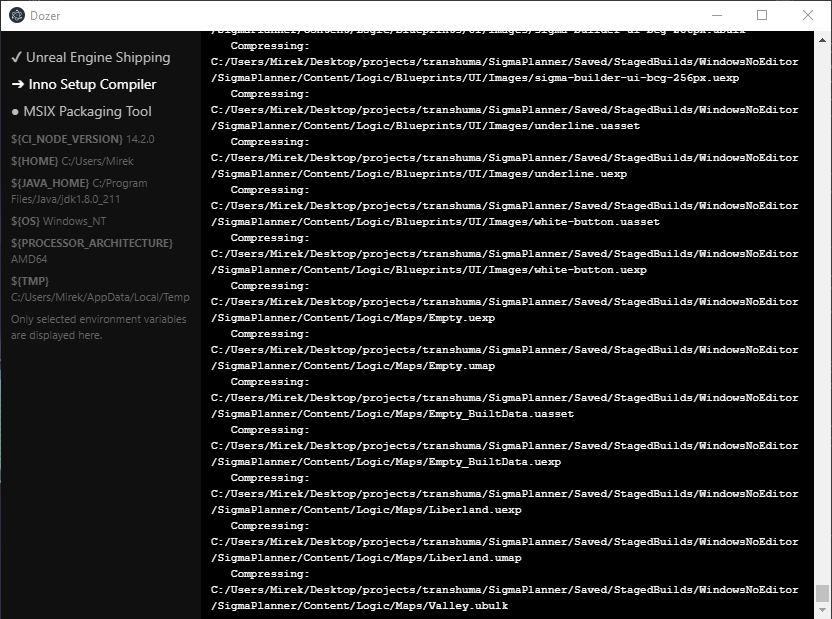 Dozer
✓ Unreal Engine Shipping
➔ Inno Setup Compiler
● MSIX Packaging Tool
${CI_NODE_VERSION} 14.2.0
${HOME} C:/Users/Mirek
${JAVA_HOME} C:/Program
Files/Java/jdk1.8.0_211
${OS} Windows_NT
${PROCESSOR_ARCHITECTURE}
AMD64
${TMP}
C:/Users/Mirek/AppData/Local/Temp
Only selected environment variables
are displayed here.
/SigmaPlanner/Content/Logic/Blueprints/UI/Images/sigma-builder-ui-bcg-256px.ubulk
Compressing:
C:/Users/Mirek/Desktop/projects/transhuma/SigmaPlanner/Saved/StagedBuilds/WindowsNoEditor
/SigmaPlanner/Content/Logic/Blueprints/UI/Images/sigma-builder-ui-bcg-256px.uexp
Compressing:
C:/Users/Mirek/Desktop/projects/transhuma/SigmaPlanner/Saved/StagedBuilds/WindowsNoEditor
/SigmaPlanner/Content/Logic/Blueprints/UI/Images/underline.uasset
Compressing:
C:/Users/Mirek/Desktop/projects/transhuma/SigmaPlanner/Saved/StagedBuilds/WindowsNoEditor
/SigmaPlanner/Content/Logic/Blueprints/UI/Images/underline.uexp
Compressing:
C:/Users/Mirek/Desktop/projects/transhuma/SigmaPlanner/Saved/StagedBuilds/WindowsNoEditor
/SigmaPlanner/Content/Logic/Blueprints/UI/Images/white-button.uasset
Compressing:
C:/Users/Mirek/Desktop/projects/transhuma/SigmaPlanner/Saved/StagedBuilds/WindowsNoEditor
/SigmaPlanner/Content/Logic/Blueprints/UI/Images/white-button.uexp
Compressing:
C:/Users/Mirek/Desktop/projects/transhuma/SigmaPlanner/Saved/StagedBuilds/WindowsNoEditor
/SigmaPlanner/Content/Logic/Maps/Empty.uexp
Compressing:
C:/Users/Mirek/Desktop/projects/transhuma/SigmaPlanner/Saved/StagedBuilds/WindowsNoEditor
/SigmaPlanner/Content/Logic/Maps/Empty.umap
Compressing:
C:/Users/Mirek/Desktop/projects/transhuma/SigmaPlanner/Saved/StagedBuilds/WindowsNoEditor
/SigmaPlanner/Content/Logic/Maps/Empty_BuiltData.uasset
Compressing:
C:/Users/Mirek/Desktop/projects/transhuma/SigmaPlanner/Saved/StagedBuilds/WindowsNoEditor
/SigmaPlanner/Content/Logic/Maps/Empty_BuiltData.uexp
Compressing:
C:/Users/Mirek/Desktop/projects/transhuma/SigmaPlanner/Saved/StagedBuilds/WindowsNoEditor
/SigmaPlanner/Content/Logic/Maps/Liberland.uexp
Compressing:
C:/Users/Mirek/Desktop/projects/transhuma/SigmaPlanner/Saved/StagedBuilds/WindowsNoEditor
/SigmaPlanner/Content/Logic/Maps/Liberland.umap
Compressing:
C:/Users/Mirek/Desktop/projects/transhuma/SigmaPlanner/Saved/StagedBuilds/WindowsNoEditor
/SigmaPlanner/Content/Logic/Maps/Valley.ubulk